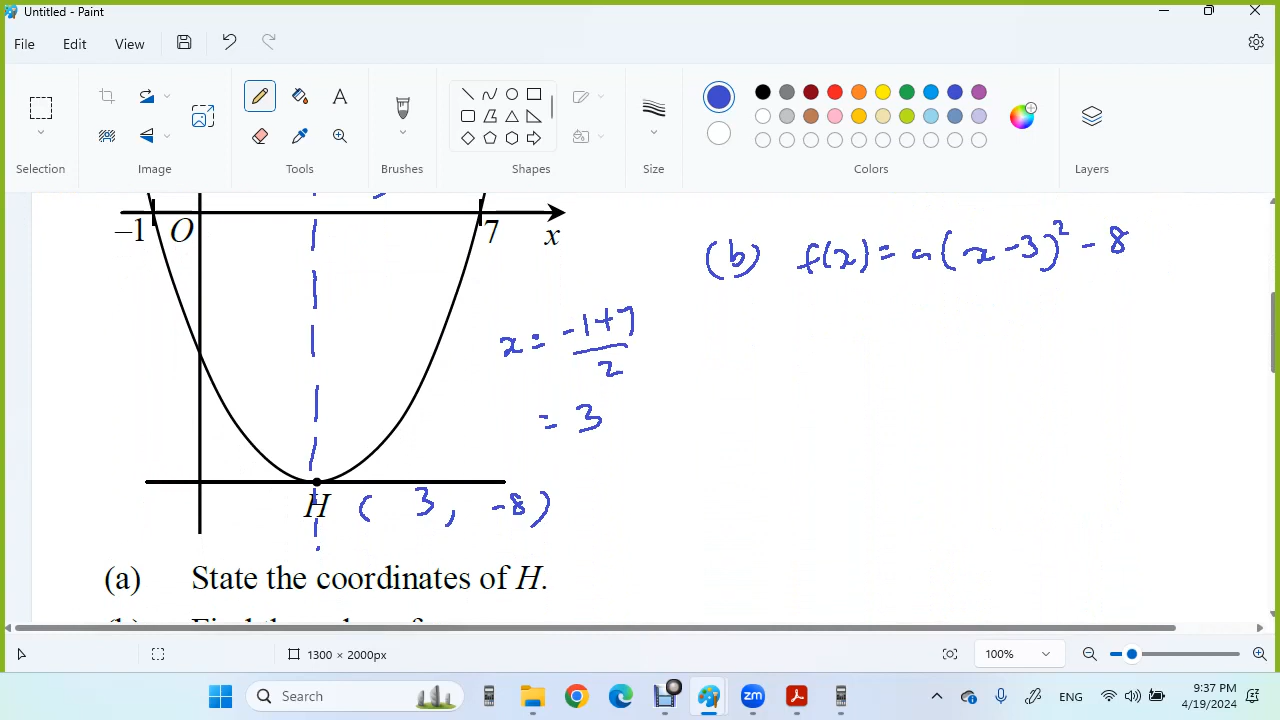 Untitled - Paint
File Edit View
Selection Image Tools Brushes Shapes Size Colors Layers
–1 O 7 x
(b) f(x) = a(x - 3)² - 8
x = -1+7 / 2
= 3
H ( 3, -8)
(a) State the coordinates of H.
1300 × 2000px 100%
Search zm ENG 9:37 PM
4/19/2024